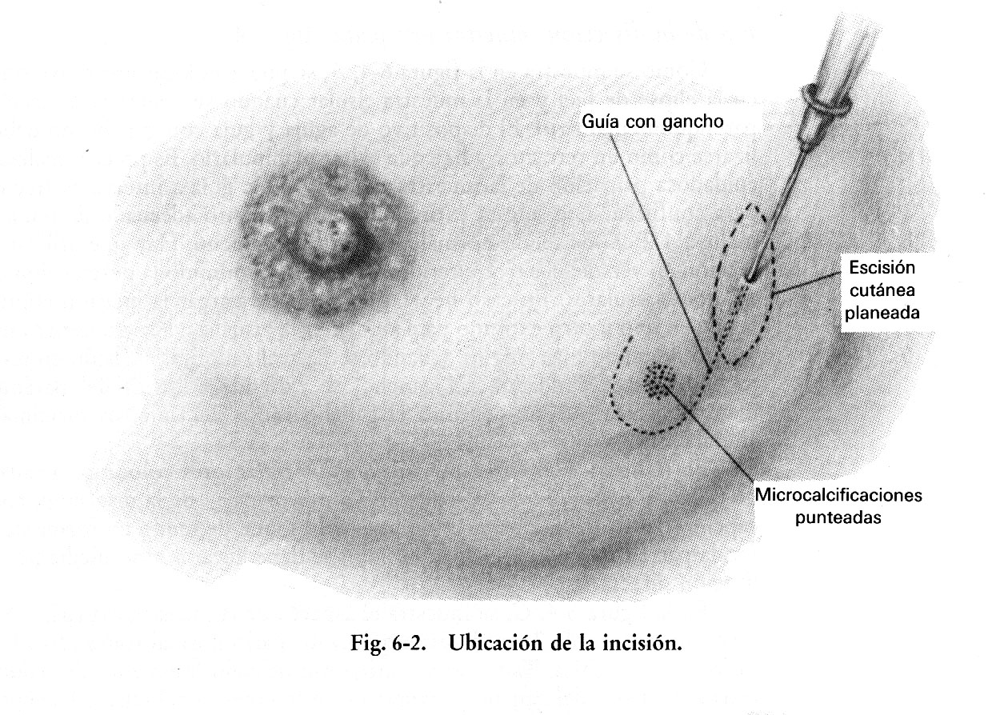 Guía con gancho
Escisión
cutánea
planeada
Microcalcificaciones
punteadas
Fig. 6-2. Ubicación de la incisión.